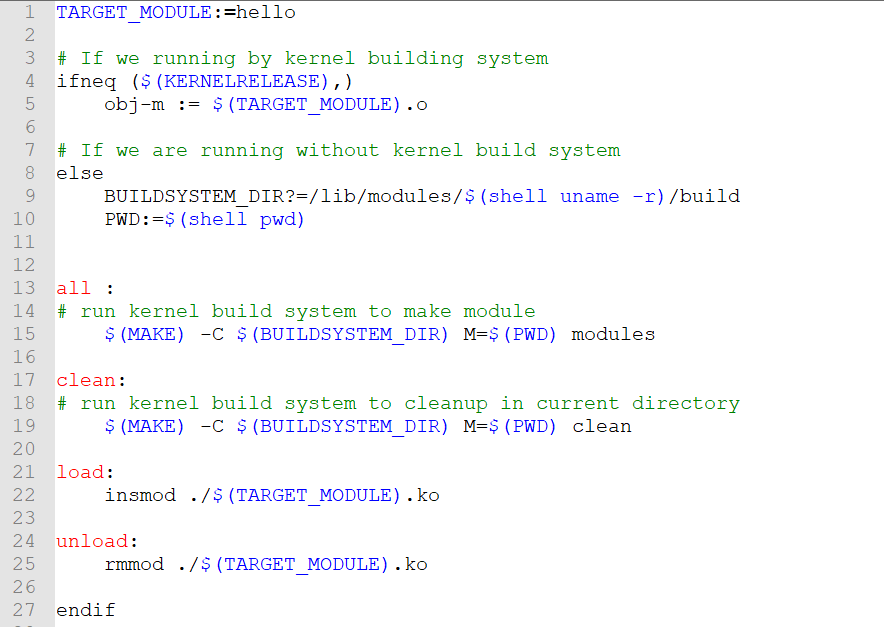 1 TARGET_MODULE:=hello
2
3 # If we running by kernel building system
4 ifneq ($(KERNELRELEASE),)
5     obj-m := $(TARGET_MODULE).o
6
7 # If we are running without kernel build system
8 else
9     BUILDSYSTEM_DIR?=/lib/modules/$(shell uname -r)/build
10     PWD:=$(shell pwd)
11
12
13 all :
14 # run kernel build system to make module
15     $(MAKE) -C $(BUILDSYSTEM_DIR) M=$(PWD) modules
16
17 clean:
18 # run kernel build system to cleanup in current directory
19     $(MAKE) -C $(BUILDSYSTEM_DIR) M=$(PWD) clean
20
21 load:
22     insmod ./$(TARGET_MODULE).ko
23
24 unload:
25     rmmod ./$(TARGET_MODULE).ko
26
27 endif